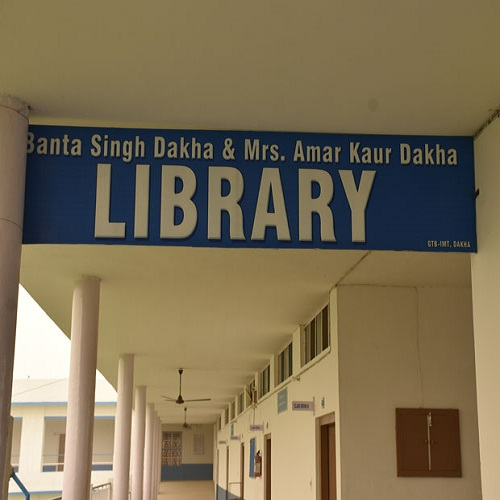 Banta Singh Dakha & Mrs. Amar Kaur Dakha
LIBRARY
GTB-IMT, DAKHA